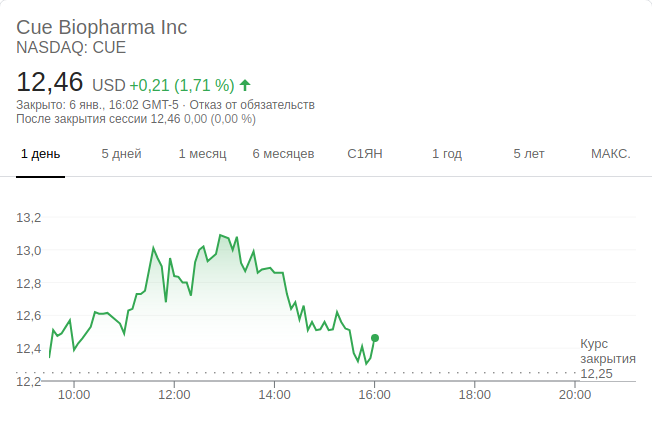 Cue Biopharma Inc
NASDAQ: CUE
12,46 USD +0,21 (1,71 %)
Закрыто: 6 янв., 16:02 GMT-5 · Отказ от обязательств
После закрытия сессии 12,46 0,00 (0,00 %)
1 день 5 дней 1 месяц 6 месяцев С1ЯН 1 год 5 лет МАКС.
13,2
13,0
12,8
12,6
12,4
12,2
Курс
закрытия
12,25
10:00 12:00 14:00 16:00 18:00 20:00